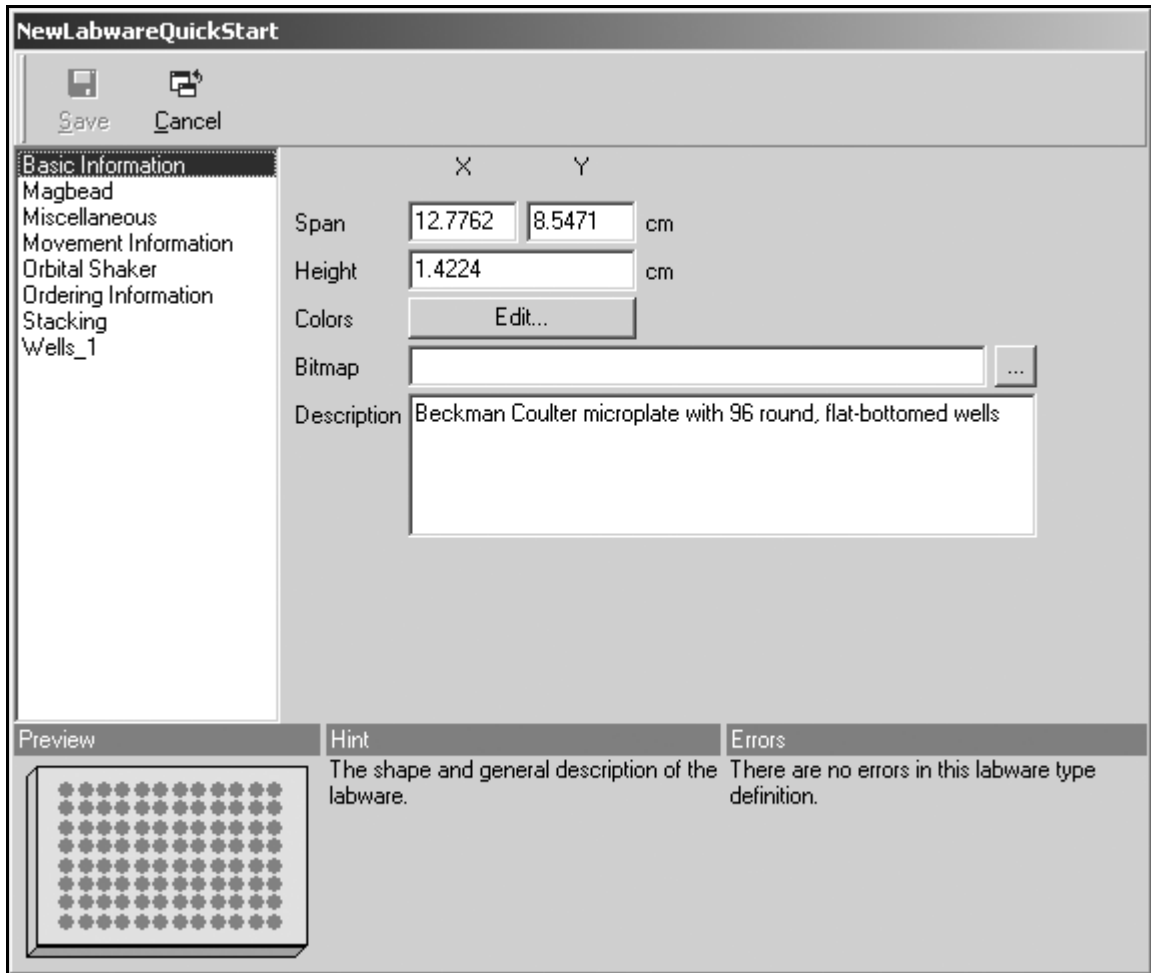 NewLabwareQuickStart
Save Cancel
Basic Information
Magbead
Miscellaneous
Movement Information
Orbital Shaker
Ordering Information
Stacking
Wells_1
X Y
Span 12.7762 8.5471 cm
Height 1.4224 cm
Colors Edit...
Bitmap ...
Description Beckman Coulter microplate with 96 round, flat-bottomed wells
Preview
Hint
The shape and general description of the
labware.
Errors
There are no errors in this labware type
definition.